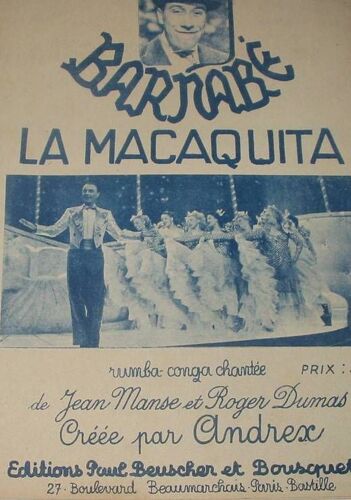 BARNABÉ
LA MACAQUITA
rumba-conga chantée PRIX :
de Jean Manse et Roger Dumas
Créée par Andrex
Editions Paul Beuscher et Bouscquet
27-Boulevard Beaumarchais-Paris-Bastille